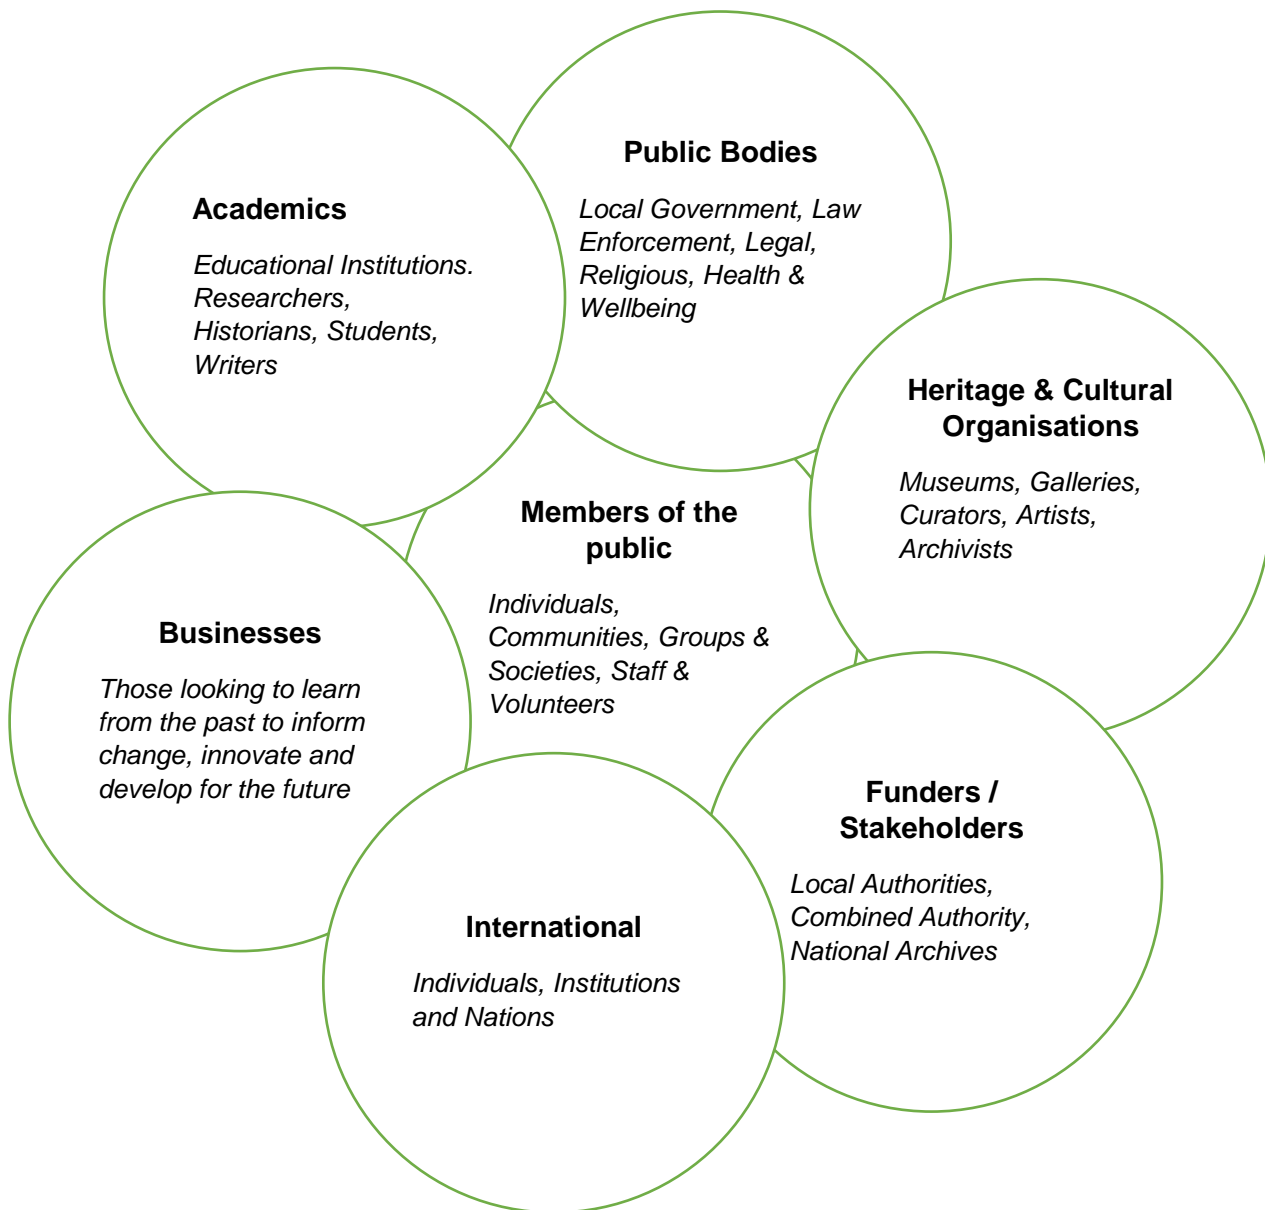 Public Bodies
Local Government, Law
Enforcement, Legal,
Religious, Health &
Wellbeing
Academics
Educational Institutions.
Researchers,
Historians, Students,
Writers
Heritage & Cultural
Organisations
Museums, Galleries,
Curators, Artists,
Archivists
Members of the
public
Individuals,
Communities, Groups &
Societies, Staff &
Volunteers
Businesses
Those looking to learn
from the past to inform
change, innovate and
develop for the future
Funders /
Stakeholders
Local Authorities,
Combined Authority,
National Archives
International
Individuals, Institutions
and Nations